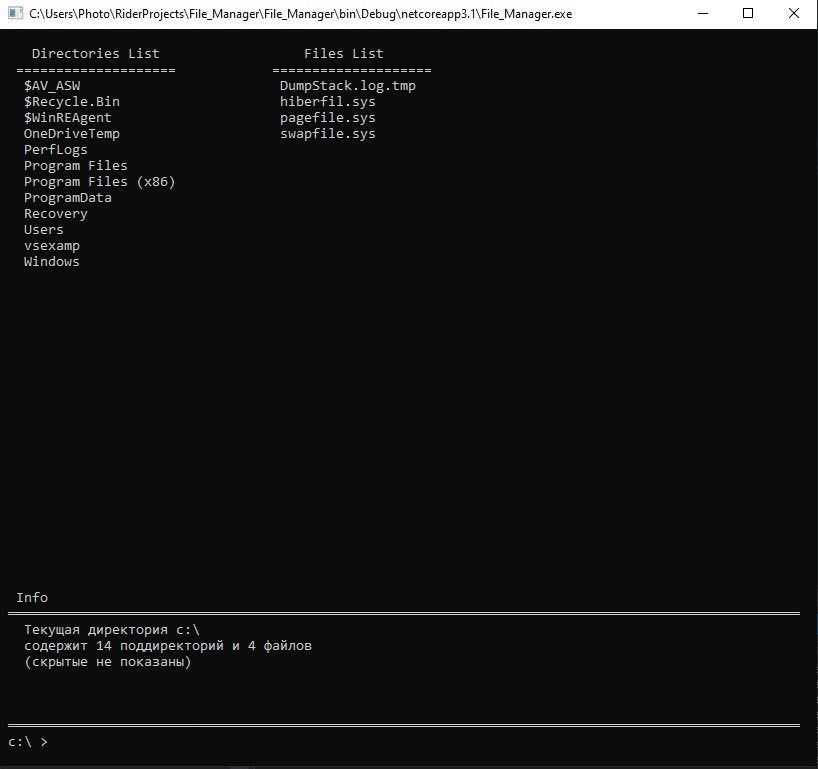 C:\Users\Photo\RiderProjects\File_Manager\File_Manager\bin\Debug\netcoreapp3.1\File_Manager.exe
Directories List
====================
$AV_ASW
$Recycle.Bin
$WinREAgent
OneDriveTemp
PerfLogs
Program Files
Program Files (x86)
ProgramData
Recovery
Users
vsexamp
Windows
Files List
====================
DumpStack.log.tmp
hiberfil.sys
pagefile.sys
swapfile.sys
Info
Текущая директория c:\
содержит 14 поддиректорий и 4 файлов
(скрытые не показаны)
c:\ >